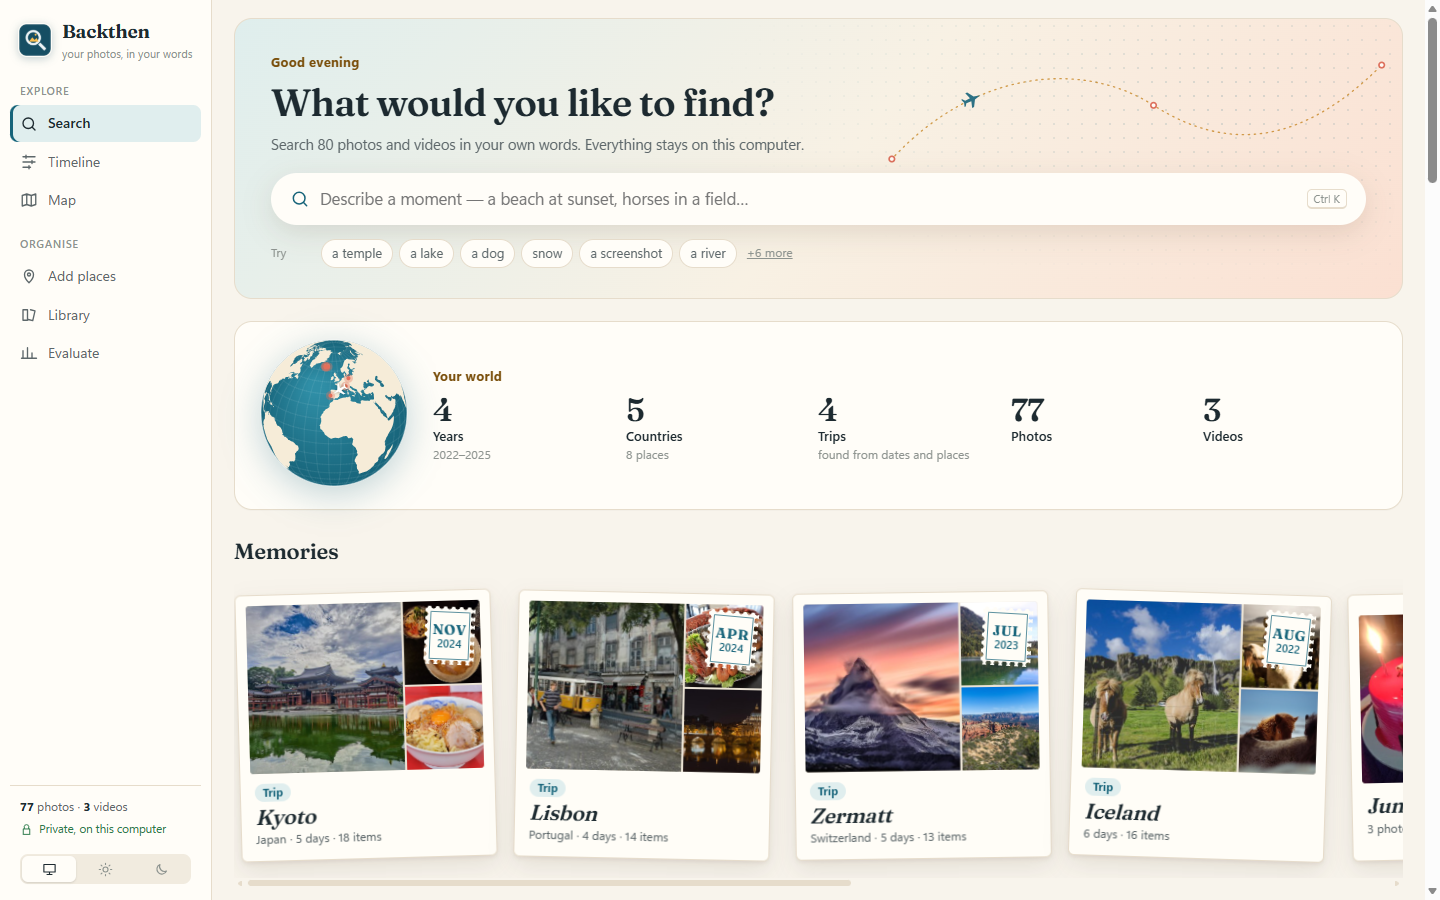 Backthen
your photos, in your words
EXPLORE
Search
Timeline
Map
ORGANISE
Add places
Library
Evaluate
77 photos · 3 videos
Private, on this computer
Good evening
What would you like to find?
Search 80 photos and videos in your own words. Everything stays on this computer.
Describe a moment — a beach at sunset, horses in a field...
Ctrl K
Try
a temple
a lake
a dog
snow
a screenshot
a river
+6 more
Your world
4
Years
2022–2025
5
Countries
8 places
4
Trips
found from dates and places
77
Photos
3
Videos
Memories
NOV
2024
Trip
Kyoto
Japan · 5 days · 18 items
APR
2024
Trip
Lisbon
Portugal · 4 days · 14 items
JUL
2023
Trip
Zermatt
Switzerland · 5 days · 13 items
AUG
2022
Trip
Iceland
6 days · 16 items
Jun
3 phot